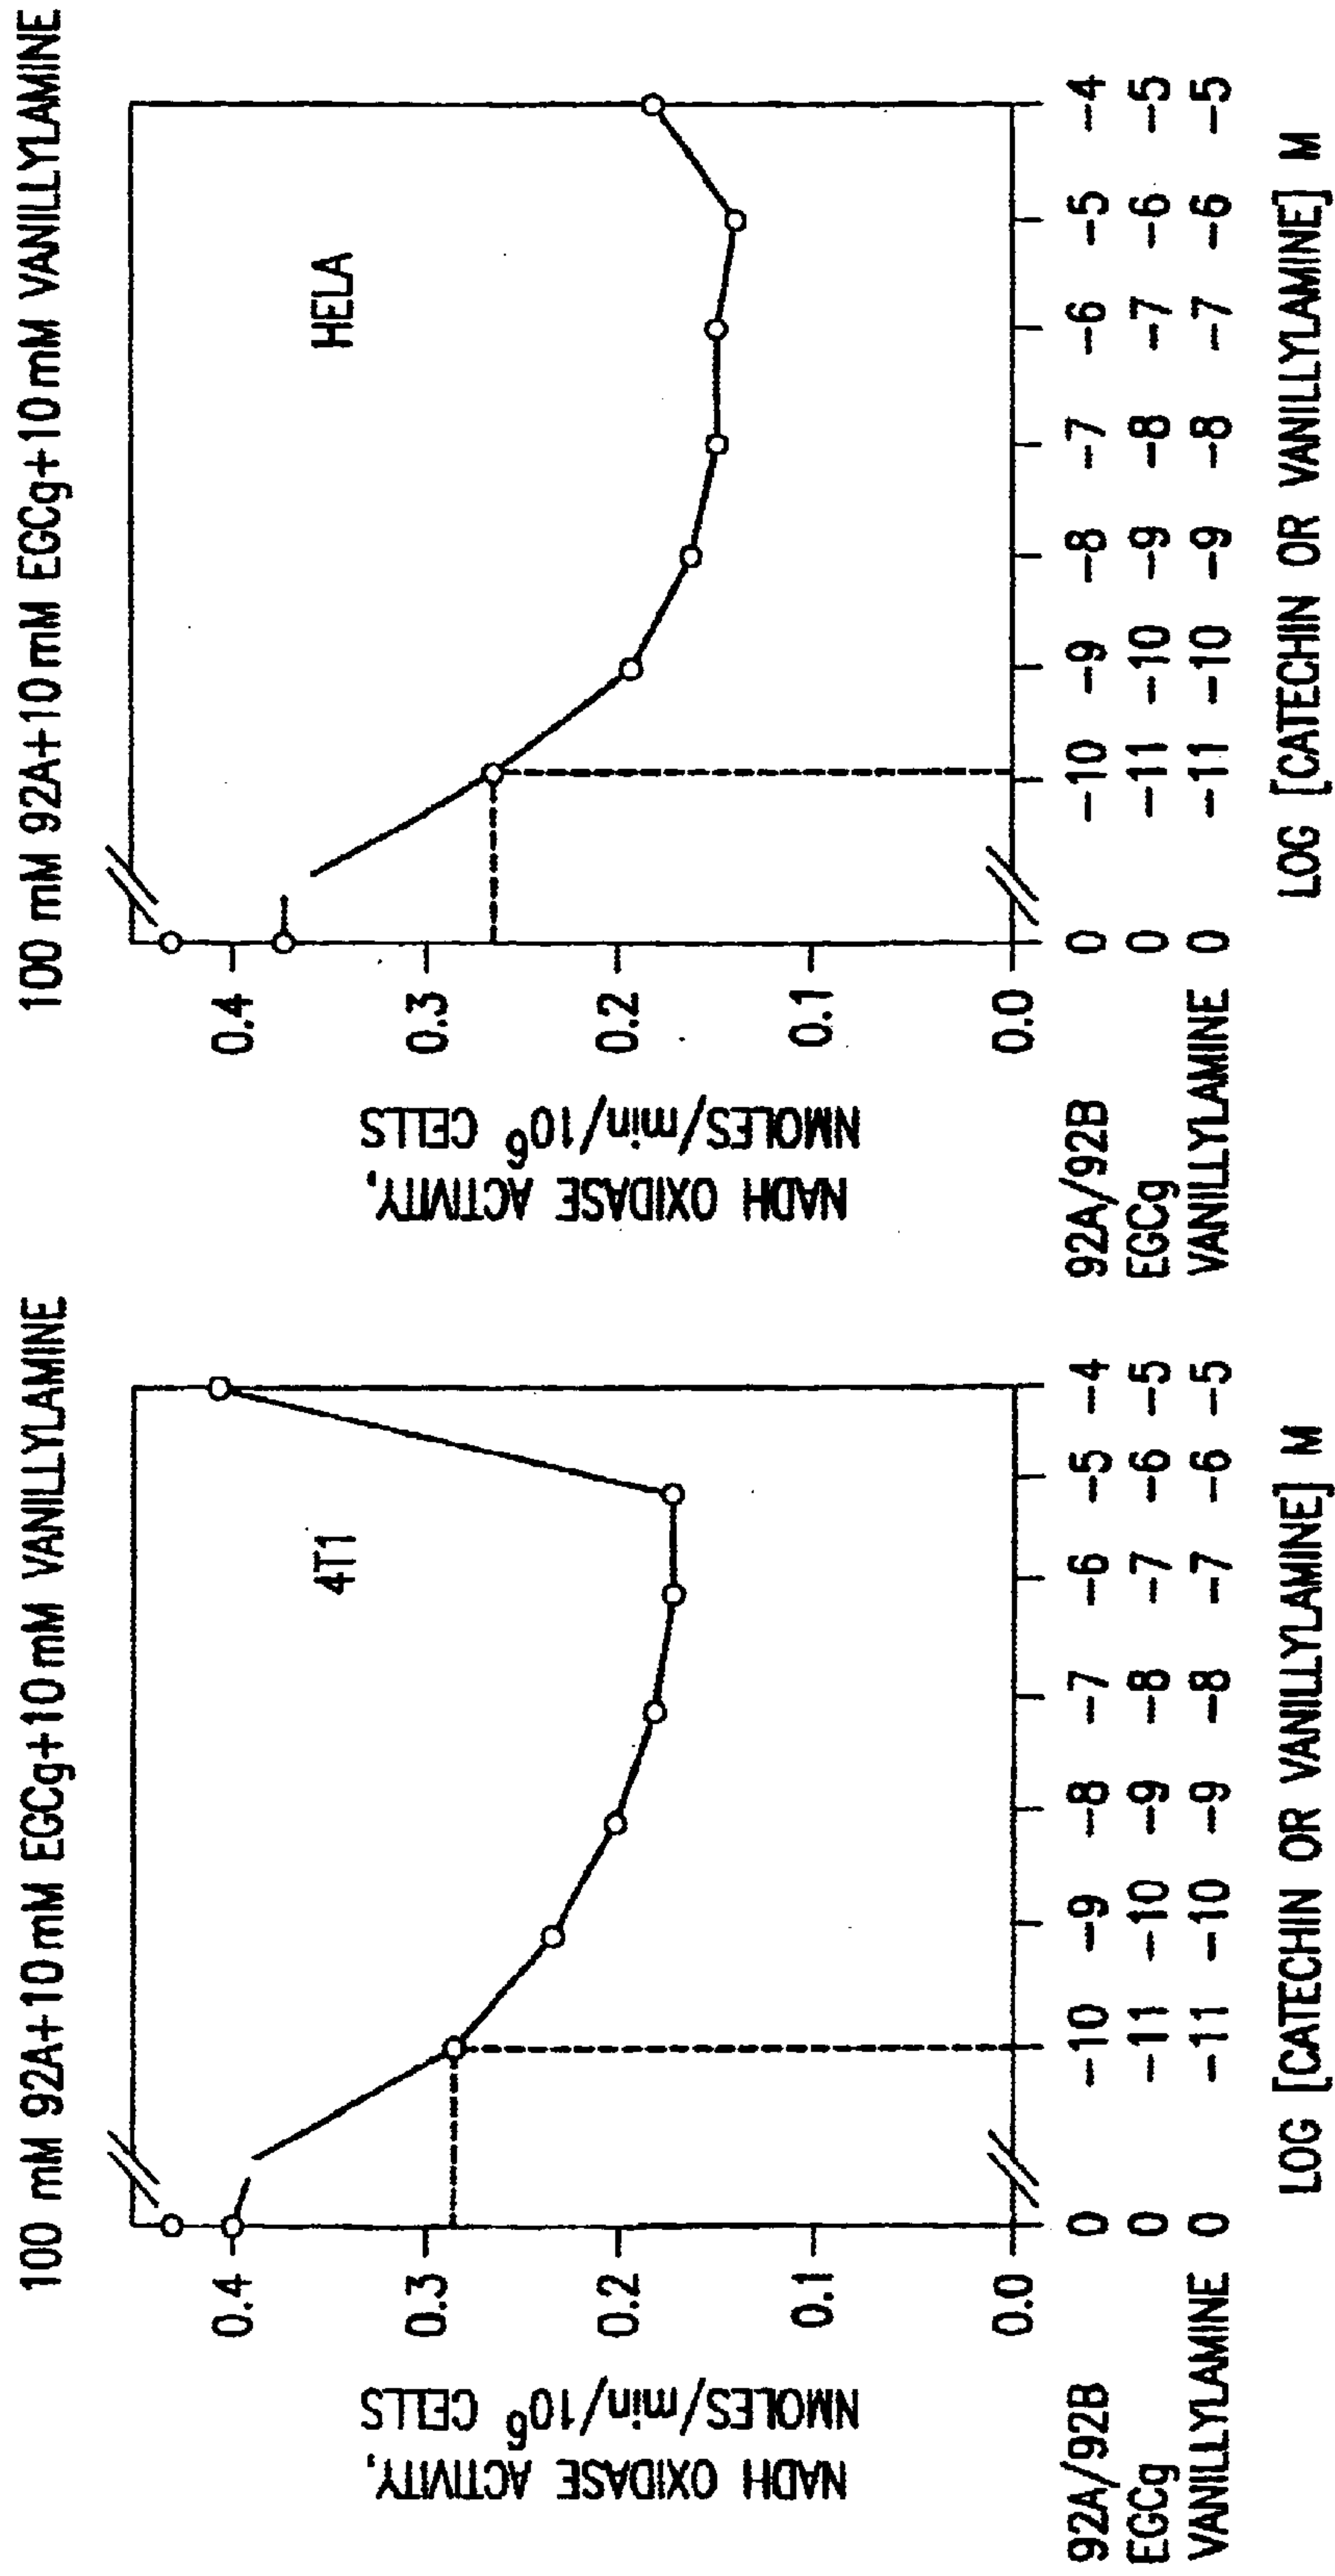 100 mM 92A+10 mM EGCg+10 mM VANILLYLAMINE
4T1
NADH OXIDASE ACTIVITY,
NMOLES/min/10⁶ CELLS
0.4
0.3
0.2
0.1
0.0
92A/92B 0 -10 -9 -8 -7 -6 -5 -4
EGCg 0 -11 -10 -9 -8 -7 -6 -5
VANILLYLAMINE 0 -11 -10 -9 -8 -7 -6 -5
LOG [CATECHIN OR VANILLYLAMINE] M
100 mM 92A+10 mM EGCg+10 mM VANILLYLAMINE
HELA
NADH OXIDASE ACTIVITY,
NMOLES/min/10⁶ CELLS
0.4
0.3
0.2
0.1
0.0
92A/92B 0 -10 -9 -8 -7 -6 -5 -4
EGCg 0 -11 -10 -9 -8 -7 -6 -5
VANILLYLAMINE 0 -11 -10 -9 -8 -7 -6 -5
LOG [CATECHIN OR VANILLYLAMINE] M